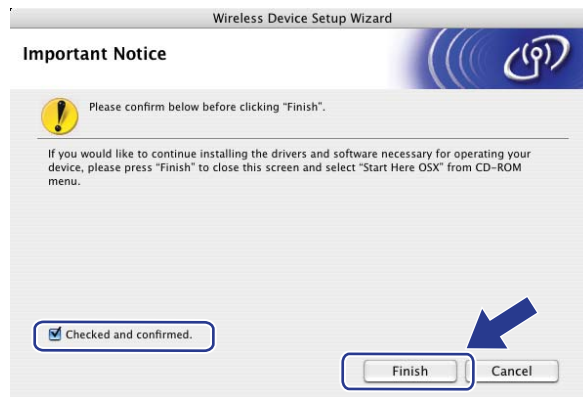 Wireless Device Setup Wizard
Important Notice
Please confirm below before clicking “Finish”.
If you would like to continue installing the drivers and software necessary for operating your
device, please press “Finish” to close this screen and select “Start Here OSX” from CD-ROM
menu.
Checked and confirmed.
Finish Cancel